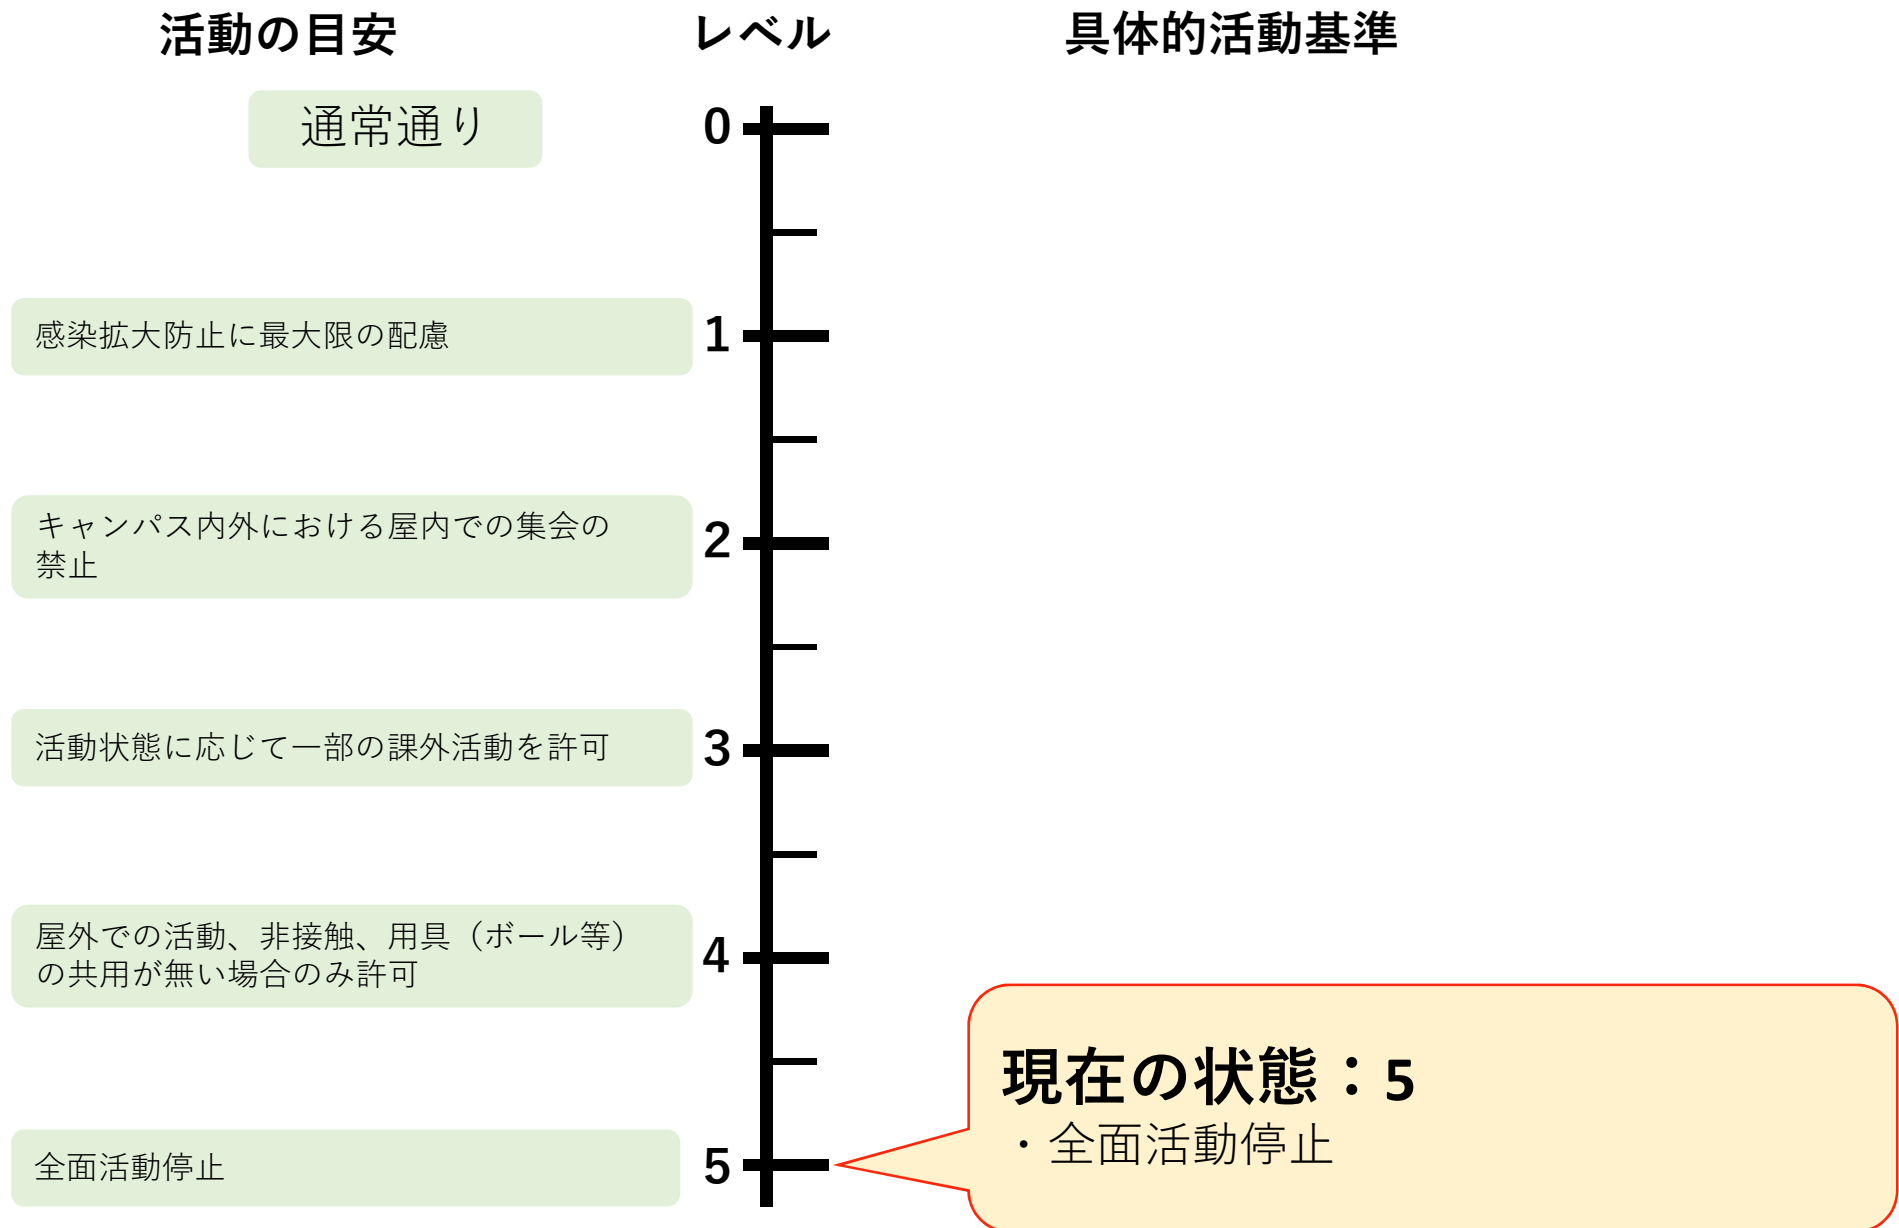 活動の目安
レベル
具体的活動基準
通常通り
0
感染拡大防止に最大限の配慮
1
キャンパス内外における屋内での集会の
禁止
2
活動状態に応じて一部の課外活動を許可
3
屋外での活動、非接触、用具（ボール等）
の共用が無い場合のみ許可
4
全面活動停止
5
現在の状態：5
・全面活動停止